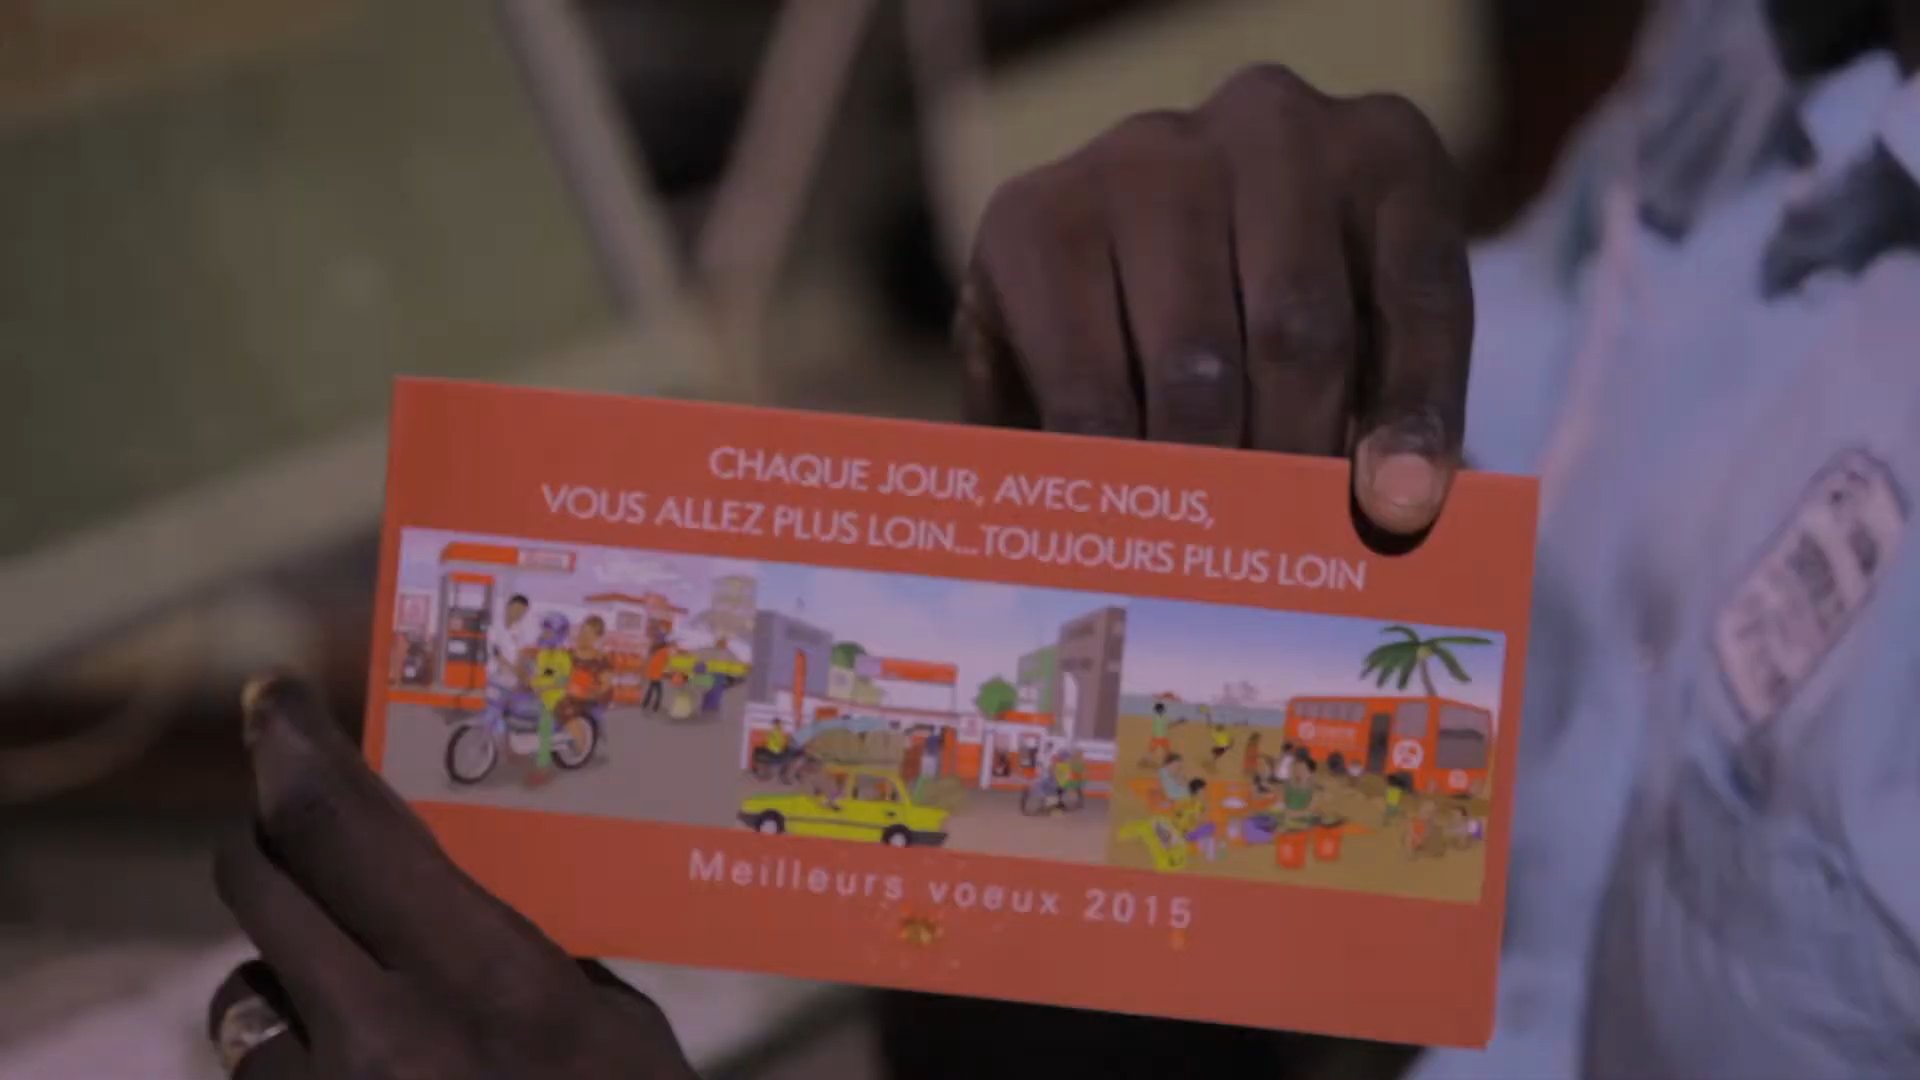 CHAQUE JOUR, AVEC NOUS,
VOUS ALLEZ PLUS LOIN...TOUJOURS PLUS LOIN
Meilleurs voeux 2015